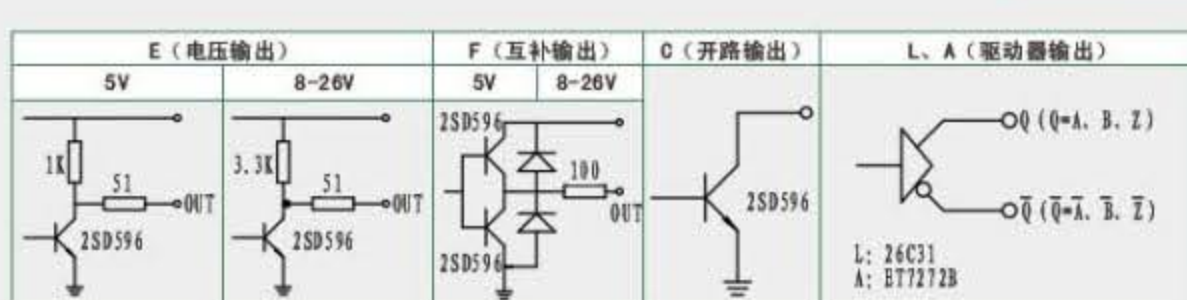 E（电压输出）
F（互补输出）
C（开路输出）
L、A（驱动器输出）
5V
8-26V
5V
8-26V
1K
51
OUT
2SD596
3.3K
51
OUT
2SD596
2SD596
100
OUT
2SD596
2SD596
Q (Q=A、B、Z)
Q̅ (Q̅=A̅、B̅、Z̅)
L: 26C31
A: ET7272B